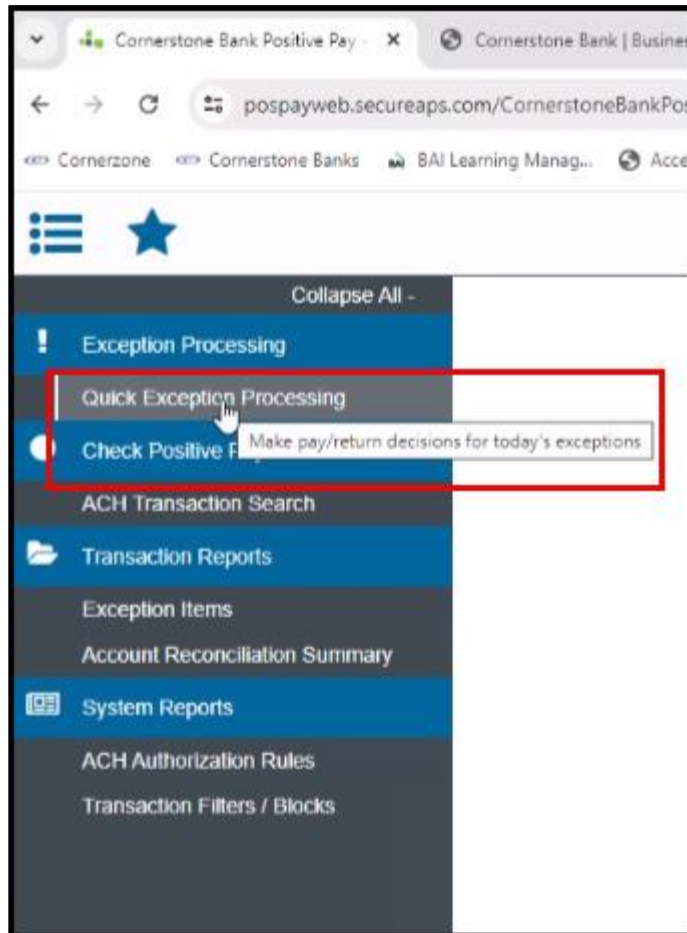 Cornerstone Bank Positive Pay - Cornerstone Bank | Busines
pospayweb.secureaps.com/CornerstoneBankPos
Cornerzone Cornerstone Banks BAI Learning Manag... Acce
Collapse All -
Exception Processing
Quick Exception Processing
Make pay/return decisions for today's exceptions
Check Positive
ACH Transaction Search
Transaction Reports
Exception Items
Account Reconciliation Summary
System Reports
ACH Authorization Rules
Transaction Filters / Blocks